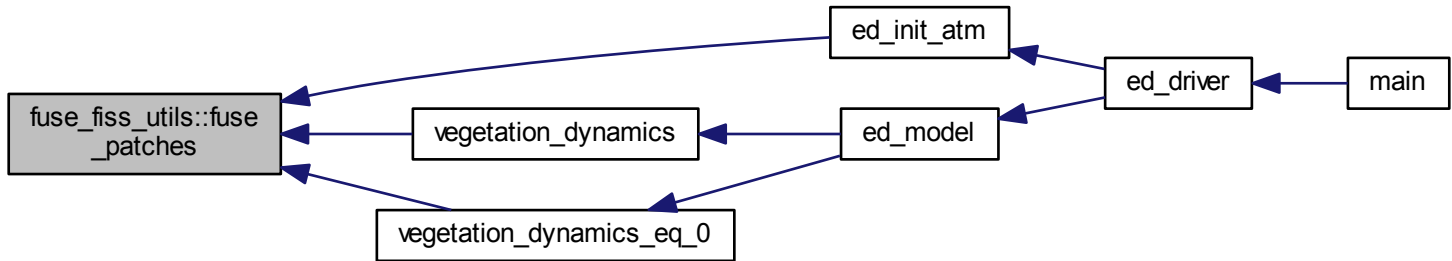 fuse_fiss_utils::fuse
_patches
ed_init_atm
vegetation_dynamics
vegetation_dynamics_eq_0
ed_model
ed_driver
main